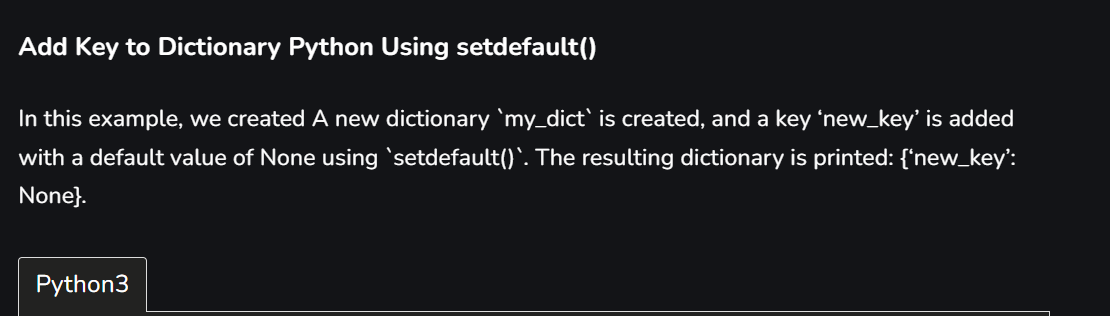 Add Key to Dictionary Python Using setdefault()
In this example, we created A new dictionary `my_dict` is created, and a key ‘new_key’ is added
with a default value of None using `setdefault()`. The resulting dictionary is printed: {‘new_key’:
None}.
Python3